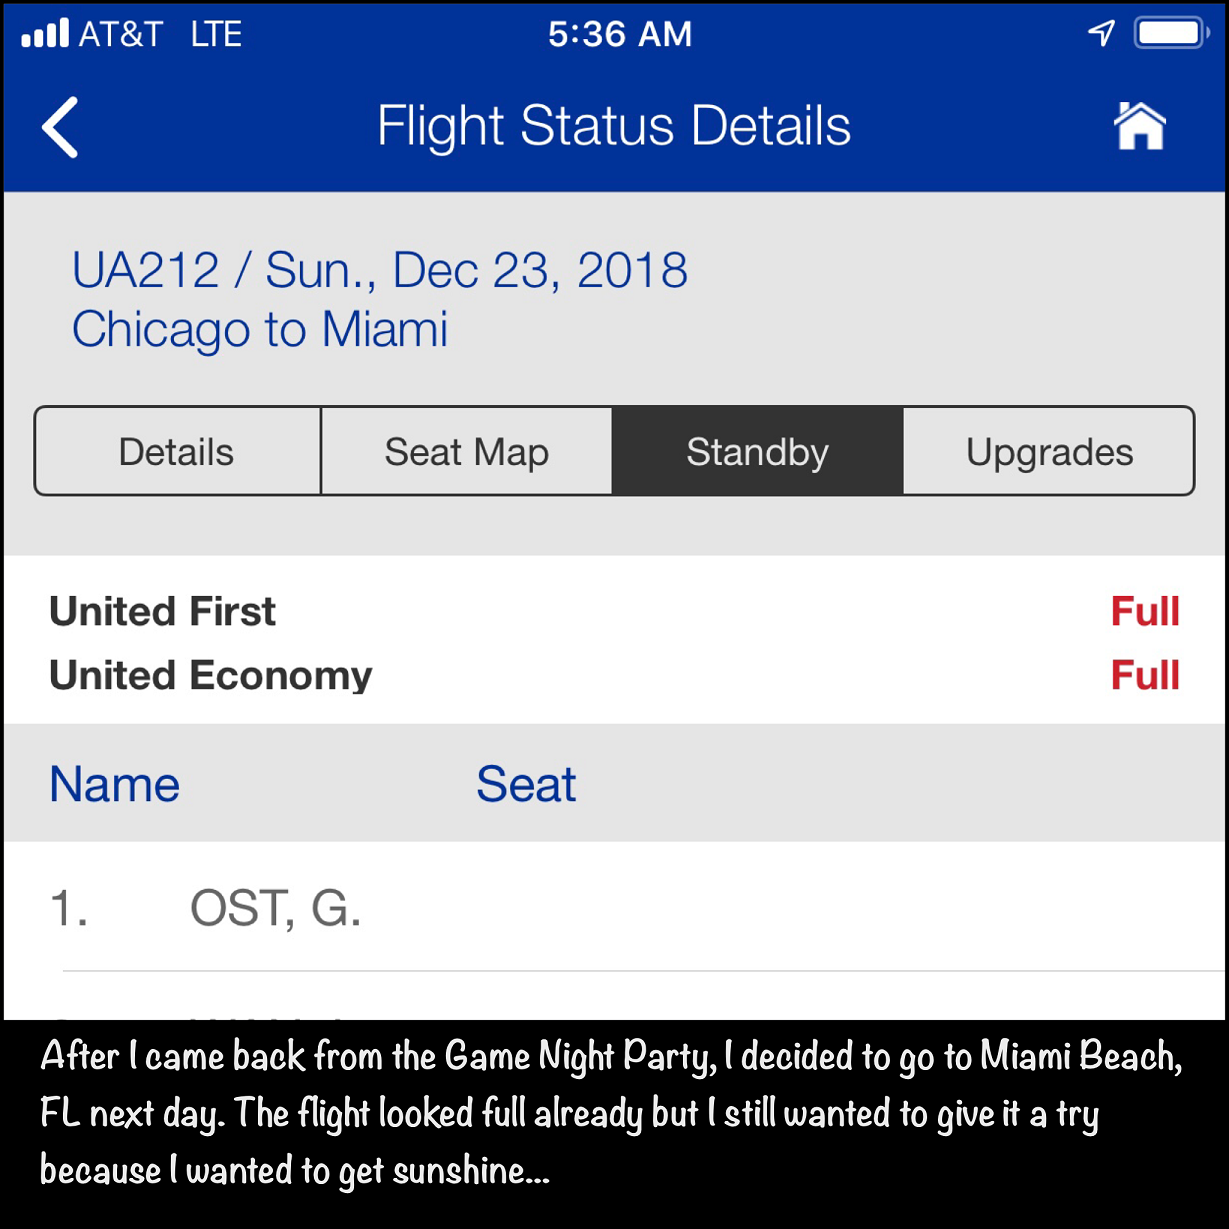 AT&T LTE 5:36 AM
Flight Status Details
UA212 / Sun., Dec 23, 2018
Chicago to Miami
Details Seat Map Standby Upgrades
United First Full
United Economy Full
Name Seat
1. OST, G.
After I came back from the Game Night Party, I decided to go to Miami Beach,
FL next day. The flight looked full already but I still wanted to give it a try
because I wanted to get sunshine...